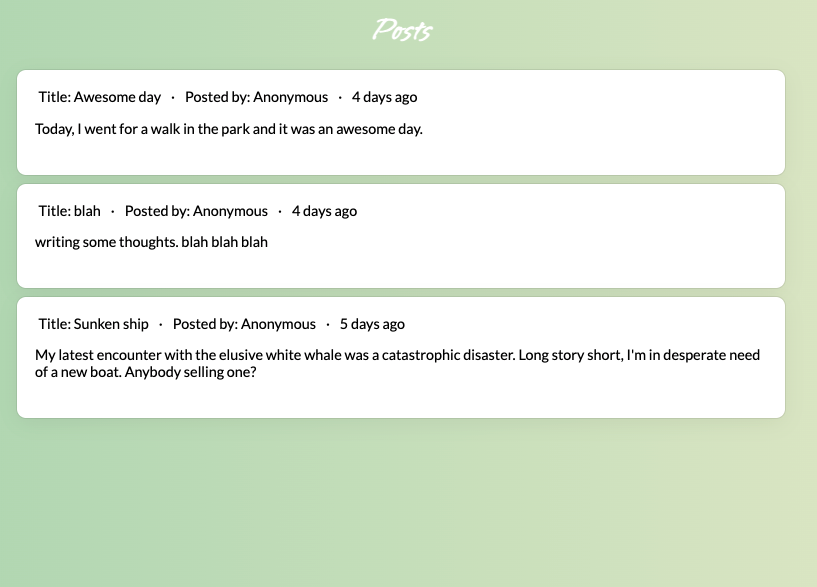 Posts
Title: Awesome day · Posted by: Anonymous · 4 days ago
Today, I went for a walk in the park and it was an awesome day.
Title: blah · Posted by: Anonymous · 4 days ago
writing some thoughts. blah blah blah
Title: Sunken ship · Posted by: Anonymous · 5 days ago
My latest encounter with the elusive white whale was a catastrophic disaster. Long story short, I'm in desperate need
of a new boat. Anybody selling one?